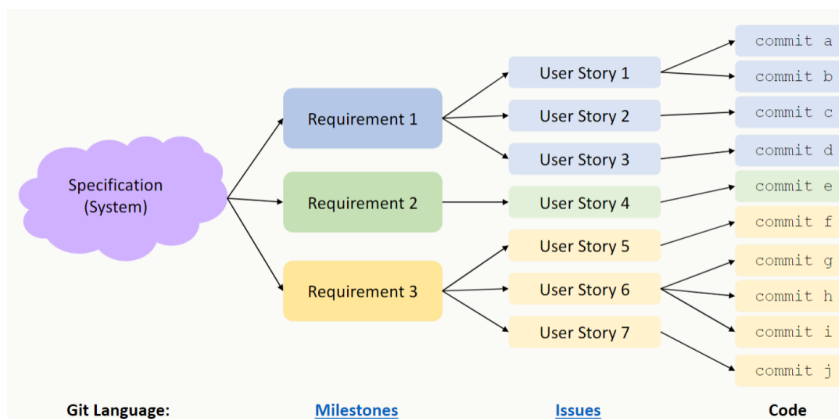 Specification
(System)
Requirement 1
Requirement 2
Requirement 3
User Story 1
User Story 2
User Story 3
User Story 4
User Story 5
User Story 6
User Story 7
commit a
commit b
commit c
commit d
commit e
commit f
commit g
commit h
commit i
commit j
Git Language: Milestones Issues Code